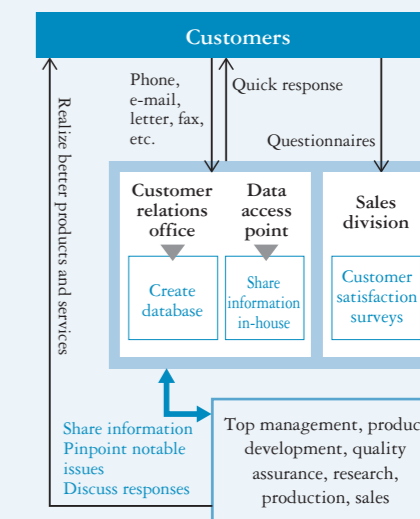 Customers
Phone,
e-mail,
letter, fax,
etc.
Quick response
Questionnaires
Realize better products and services
Customer
relations
office
Create
database
Data
access
point
Share
information
in-house
Sales
division
Customer
satisfaction
surveys
Share information
Pinpoint notable
issues
Discuss responses
Top management, produc
development, quality
assurance, research,
production, sales